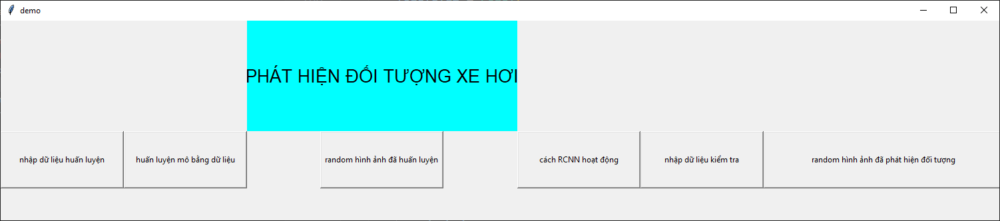 demo
PHÁT HIỆN ĐỐI TƯỢNG XE HƠI
nhập dữ liệu huấn luyện
huấn luyện mô bằng dữ liệu
random hình ảnh đã huấn luyện
cách RCNN hoạt động
nhập dữ liệu kiểm tra
random hình ảnh đã phát hiện đối tượng